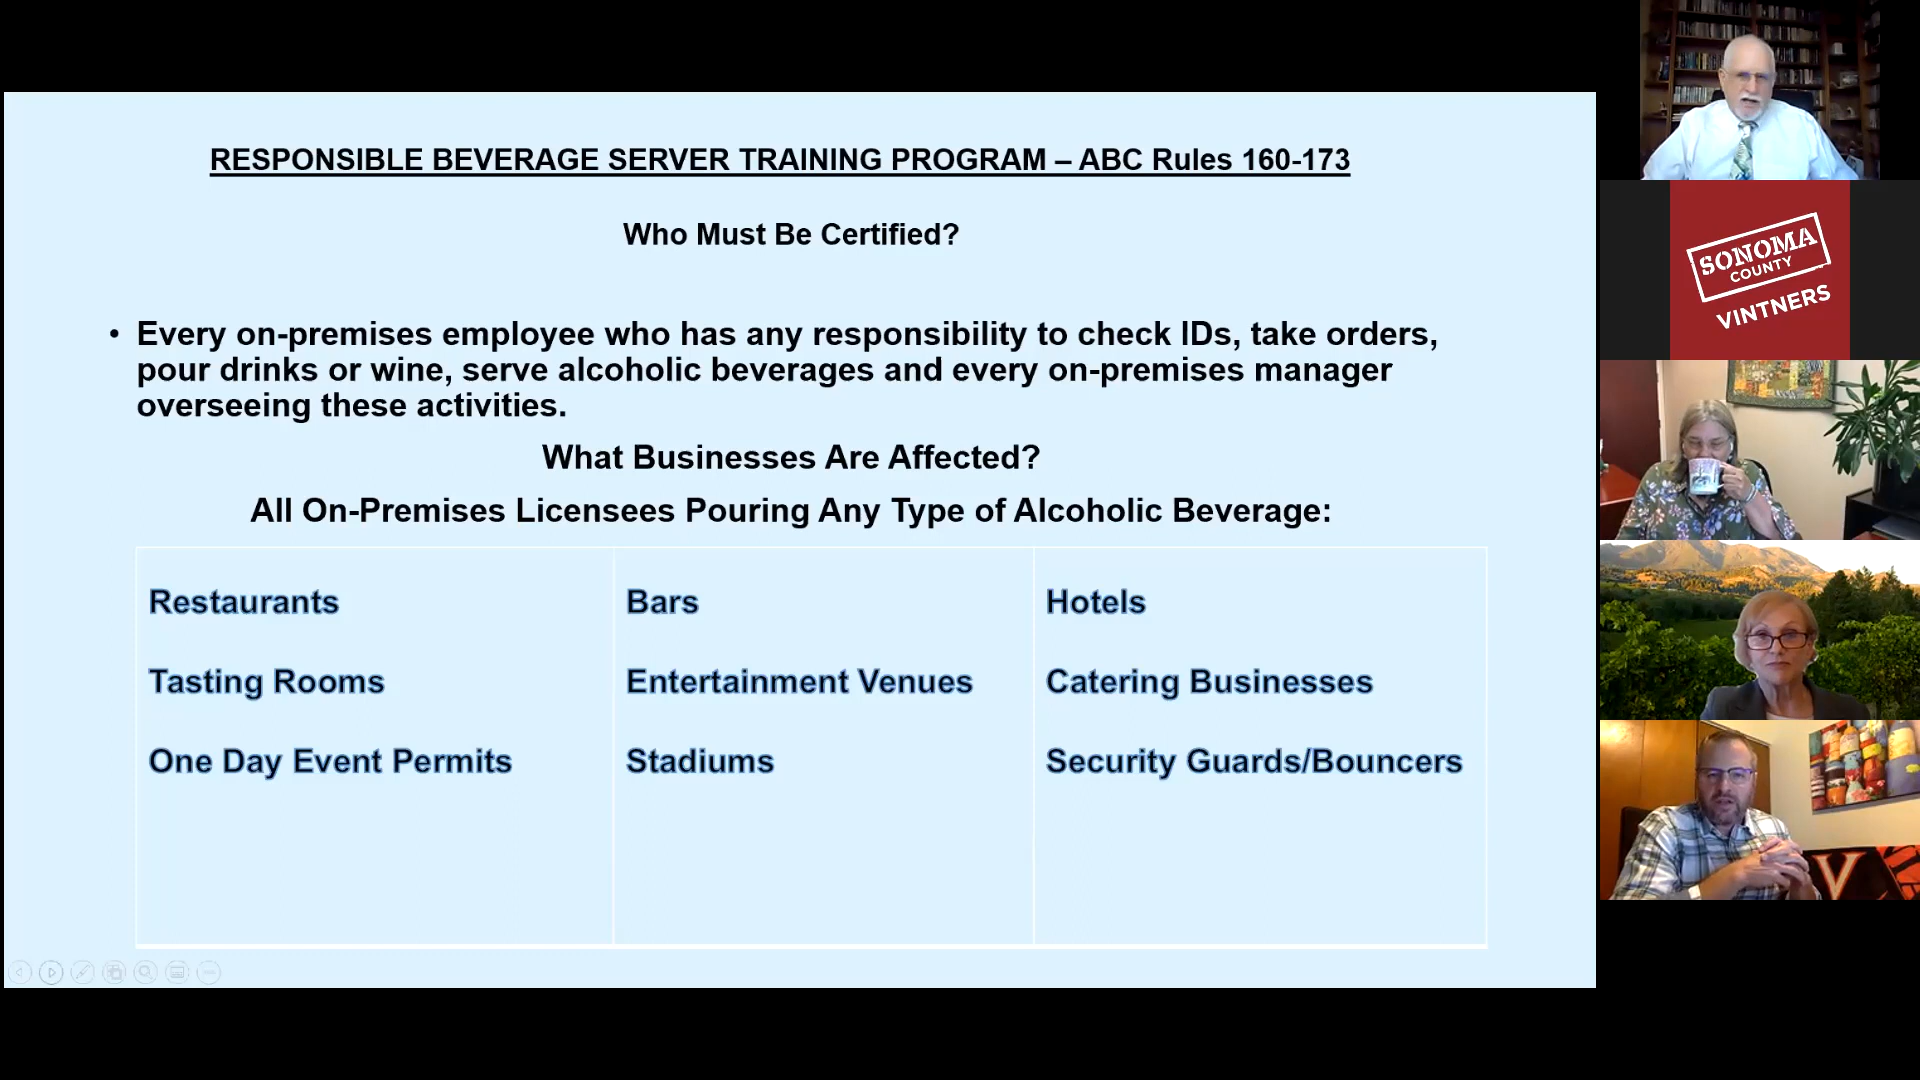 RESPONSIBLE BEVERAGE SERVER TRAINING PROGRAM – ABC Rules 160-173
Who Must Be Certified?
• Every on-premises employee who has any responsibility to check IDs, take orders,
pour drinks or wine, serve alcoholic beverages and every on-premises manager
overseeing these activities.
What Businesses Are Affected?
All On-Premises Licensees Pouring Any Type of Alcoholic Beverage:
Restaurants
Bars
Hotels
Tasting Rooms
Entertainment Venues
Catering Businesses
One Day Event Permits
Stadiums
Security Guards/Bouncers
SONOMA
COUNTY
VINTNERS
V